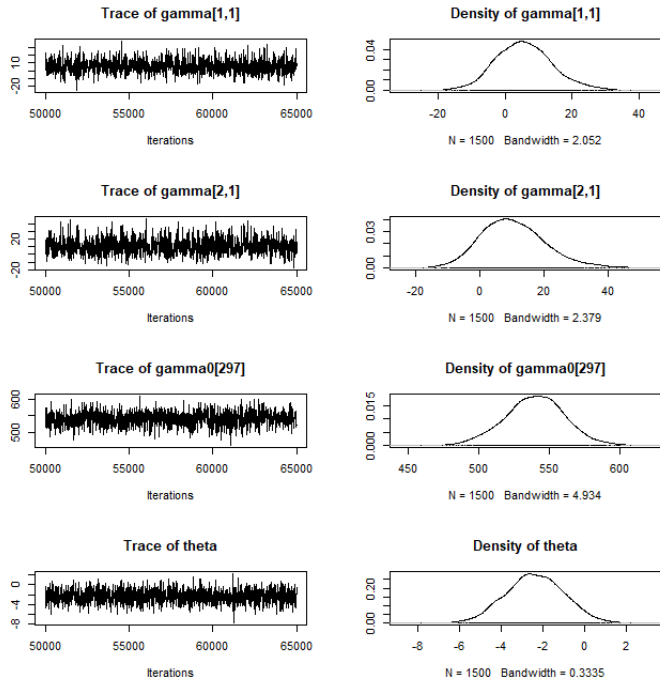 Trace of gamma[1,1]
Density of gamma[1,1]
-20 10
0.00 0.04
50000 55000 60000 65000
-20 0 20 40
Iterations
N = 1500 Bandwidth = 2.052
Trace of gamma[2,1]
Density of gamma[2,1]
-20 20
0.00 0.03
50000 55000 60000 65000
-20 0 20 40
Iterations
N = 1500 Bandwidth = 2.379
Trace of gamma0[297]
Density of gamma0[297]
500 600
0.000 0.015
50000 55000 60000 65000
450 500 550 600
Iterations
N = 1500 Bandwidth = 4.934
Trace of theta
Density of theta
-8 -4 0
0.00 0.20
50000 55000 60000 65000
-8 -6 -4 -2 0 2
Iterations
N = 1500 Bandwidth = 0.3335